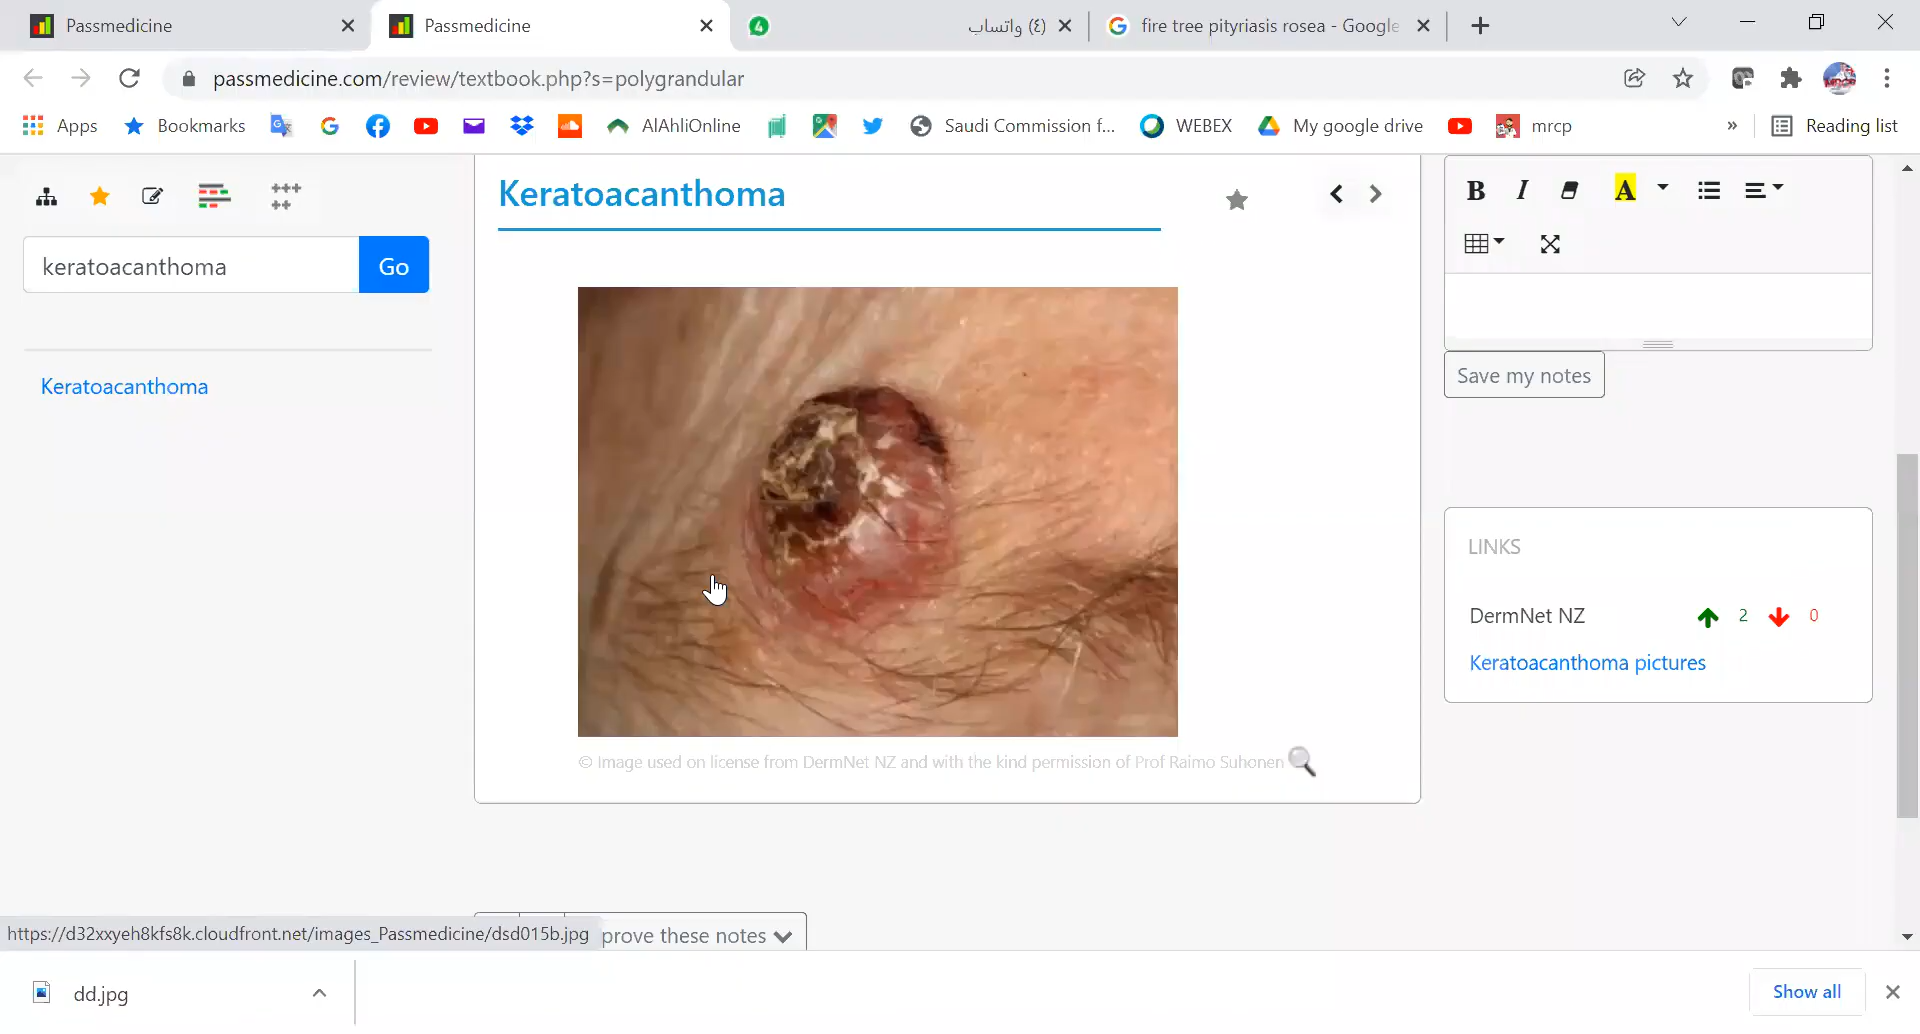 Passmedicine
Passmedicine
4
(٤) واتساب
fire tree pityriasis rosea - Google
passmedicine.com/review/textbook.php?s=polygrandular
Apps
Bookmarks
AlAhliOnline
Saudi Commission f...
WEBEX
My google drive
mrcp
»
Reading list
keratoacanthoma
Go
Keratoacanthoma
Keratoacanthoma
© Image used on license from DermNet NZ and with the kind permission of Prof Raimo Suhonen
B I A
Save my notes
LINKS
DermNet NZ 2 0
Keratoacanthoma pictures
https://d32xxyeh8kfs8k.cloudfront.net/images_Passmedicine/dsd015b.jpg
prove these notes
dd.jpg
Show all